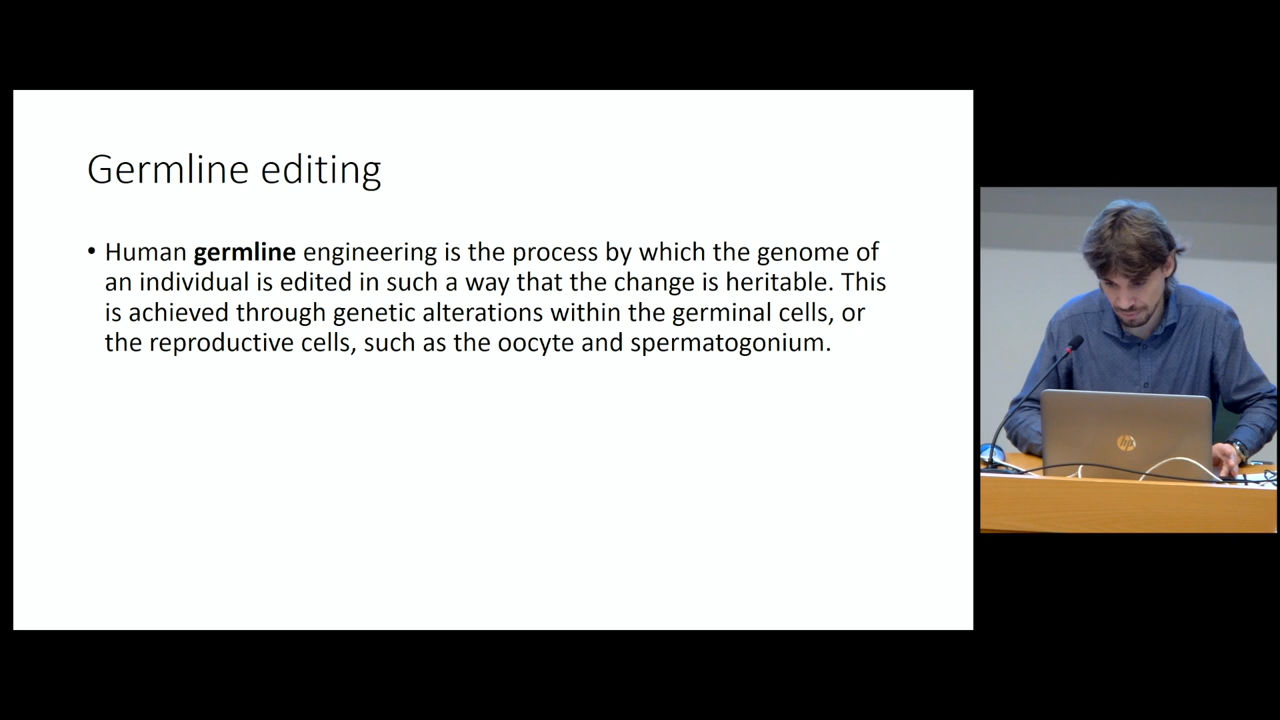 Germline editing
• Human germline engineering is the process by which the genome of
an individual is edited in such a way that the change is heritable. This
is achieved through genetic alterations within the germinal cells, or
the reproductive cells, such as the oocyte and spermatogonium.
hp